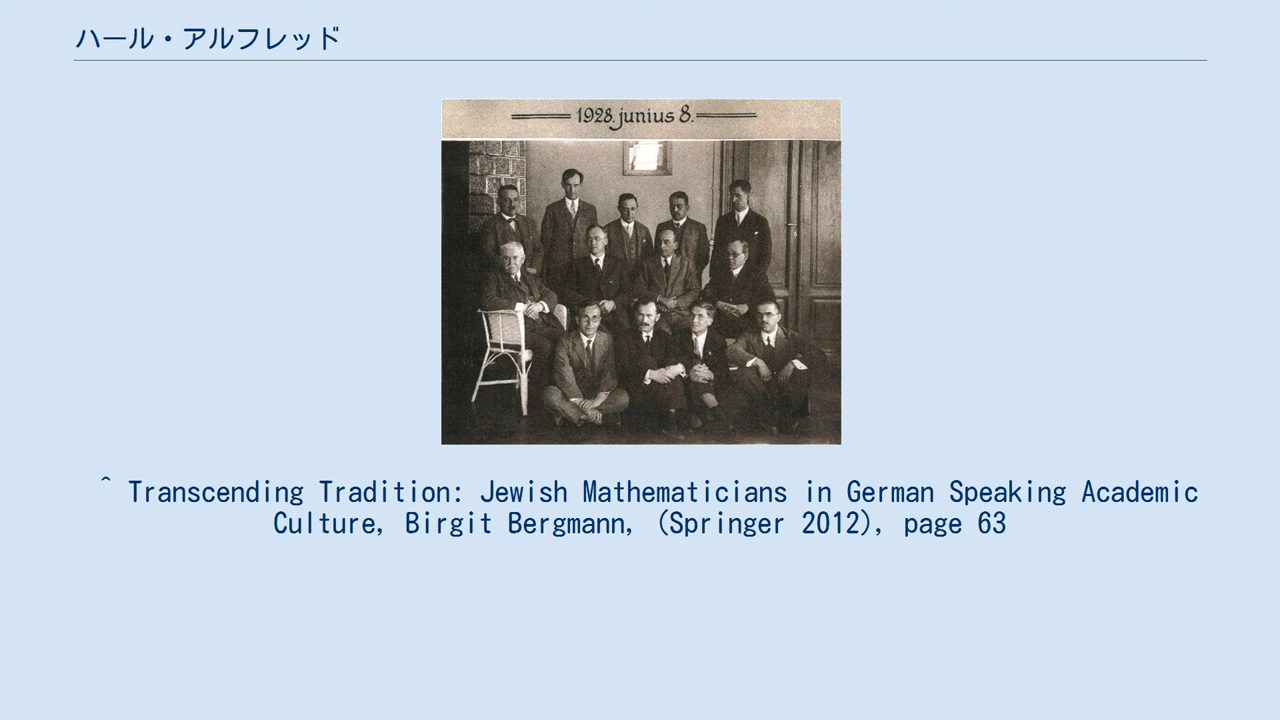 ハール・アルフレッド
1928. junius 8.
^ Transcending Tradition: Jewish Mathematicians in German Speaking Academic
Culture, Birgit Bergmann, (Springer 2012), page 63